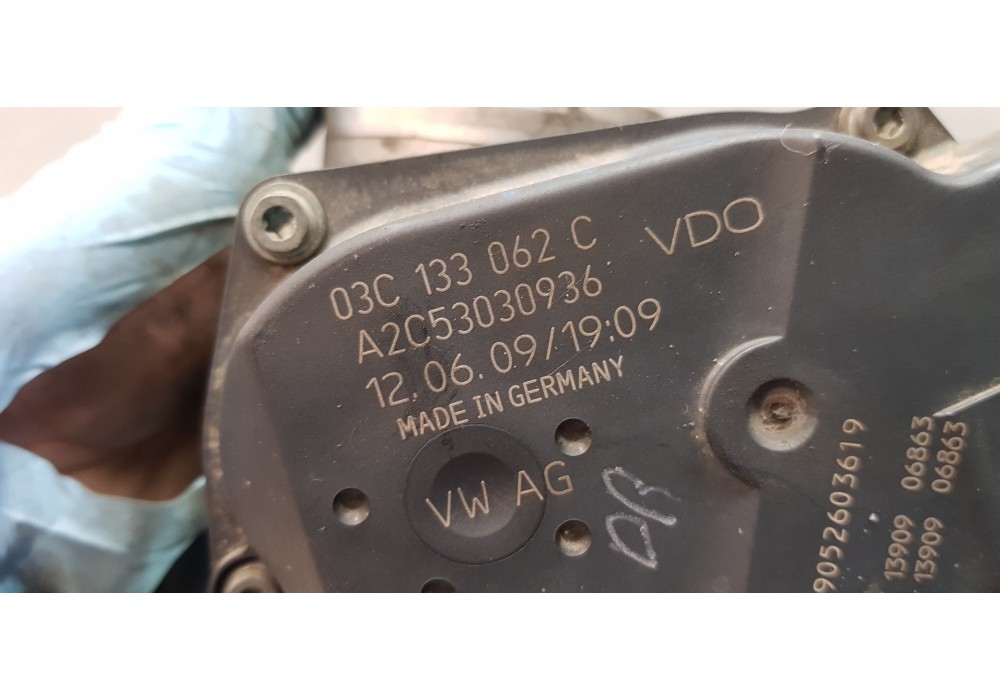 03C 133 062 C
VDO
A2C53030936
12.06.09/19:09
MADE IN GERMANY
VW AG
DR
9052603619
13909 06863
13909 06863